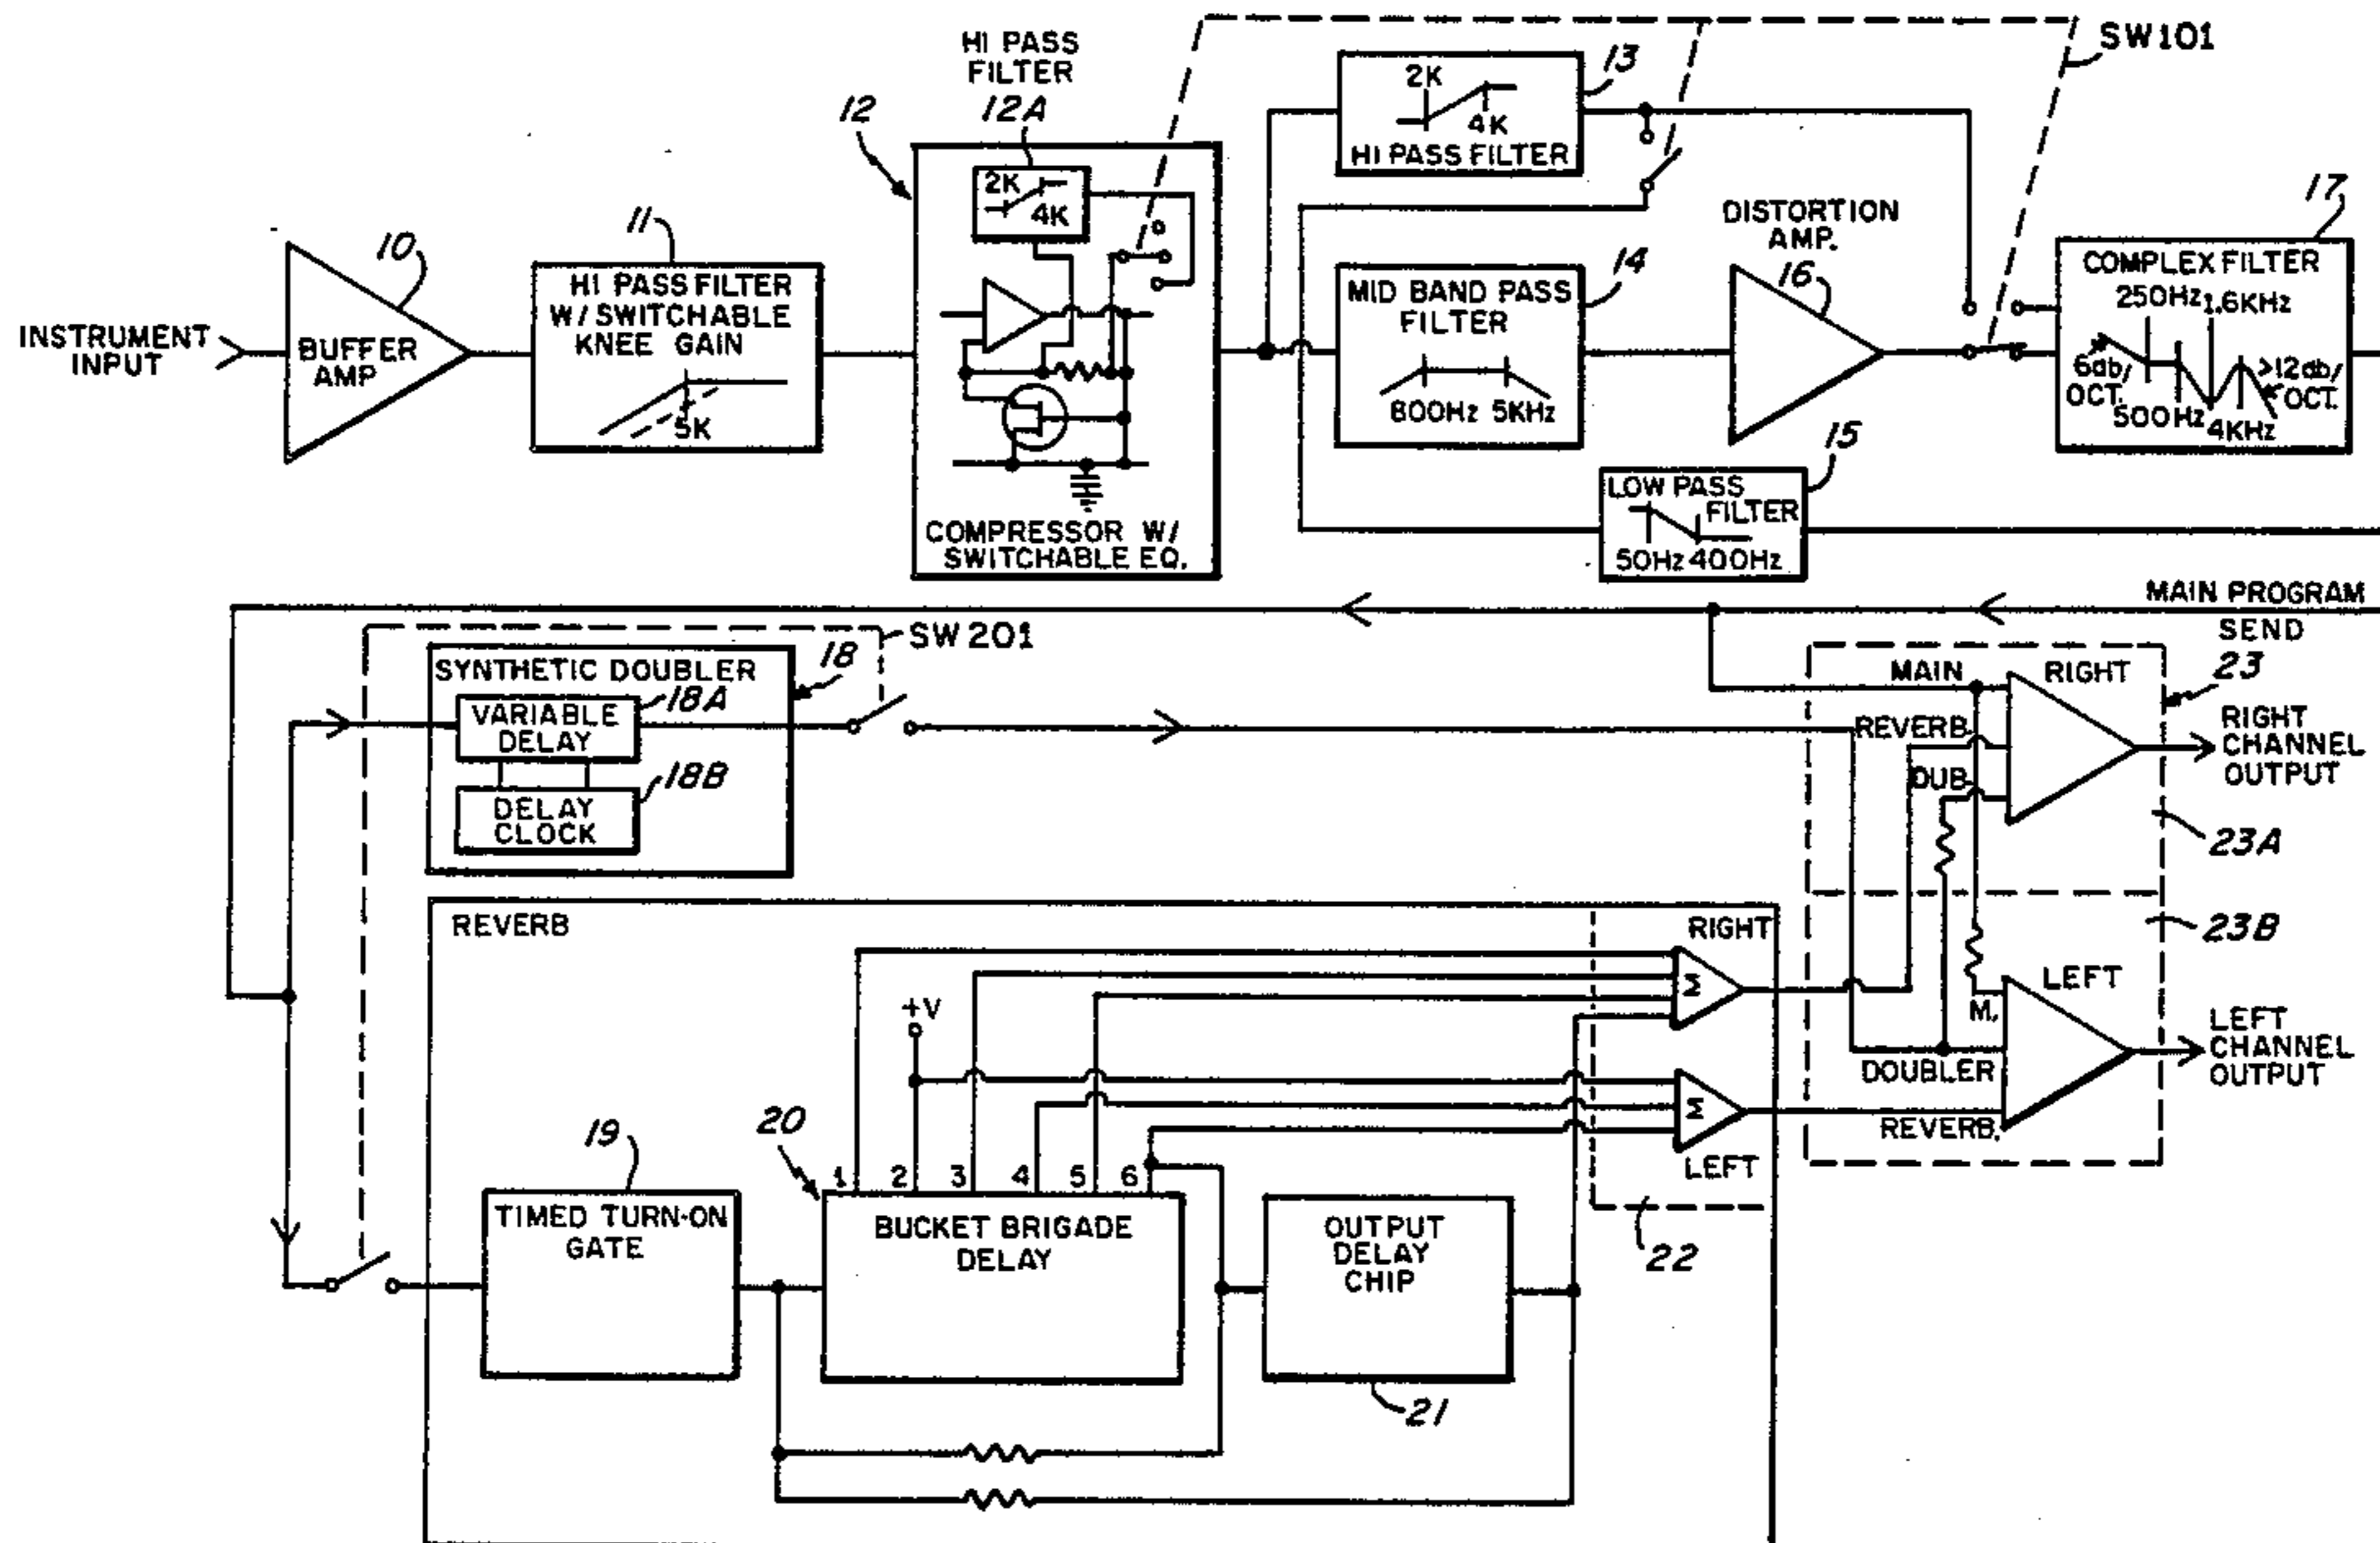 HI PASS
FILTER
12A
12
2K
4K
SW101
13
2K
4K
HI PASS FILTER
INSTRUMENT
INPUT
10
BUFFER
AMP
11
HI PASS FILTER
W/ SWITCHABLE
KNEE GAIN
5K
COMPRESSOR W/
SWITCHABLE EQ.
14
MID BAND PASS
FILTER
800Hz 5KHz
DISTORTION
AMP.
16
17
COMPLEX FILTER
250Hz 1.6KHz
6db/
OCT.
>12db/
OCT.
500Hz
4KHz
15
LOW PASS
FILTER
50Hz 400Hz
MAIN PROGRAM
SEND
SW 201
SYNTHETIC DOUBLER
18
18A
VARIABLE
DELAY
18B
DELAY
CLOCK
MAIN
RIGHT
23
REVERB.
DUB.
RIGHT
CHANNEL
OUTPUT
23A
23B
LEFT
M.
DOUBLER
REVERB.
LEFT
CHANNEL
OUTPUT
REVERB
RIGHT
Σ
+V
Σ
LEFT
22
19
TIMED TURN-ON
GATE
20
1 2 3 4 5 6
BUCKET BRIGADE
DELAY
OUTPUT
DELAY
CHIP
21